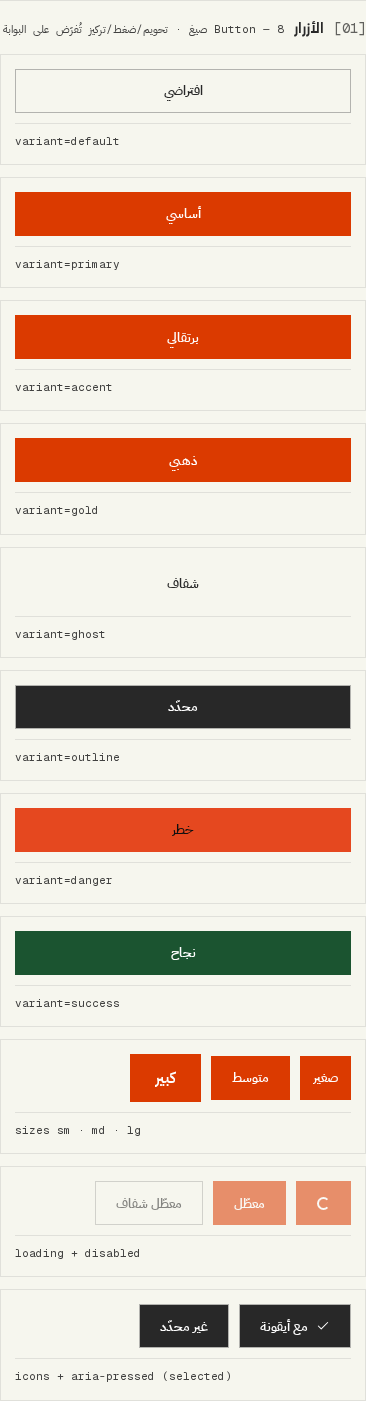 [01] الأزرار Button — 8 صيغ · تحويم/ضغط/تركيز تُفرَض على البوابة
افتراضي
variant=default
أساسي
variant=primary
برتقالي
variant=accent
ذهبي
variant=gold
شفاف
variant=ghost
محدّد
variant=outline
خطر
variant=danger
نجاح
variant=success
صغير متوسط كبير
sizes sm · md · lg
معطّل معطّل شفاف
loading + disabled
مع أيقونة غير محدّد
icons + aria-pressed (selected)